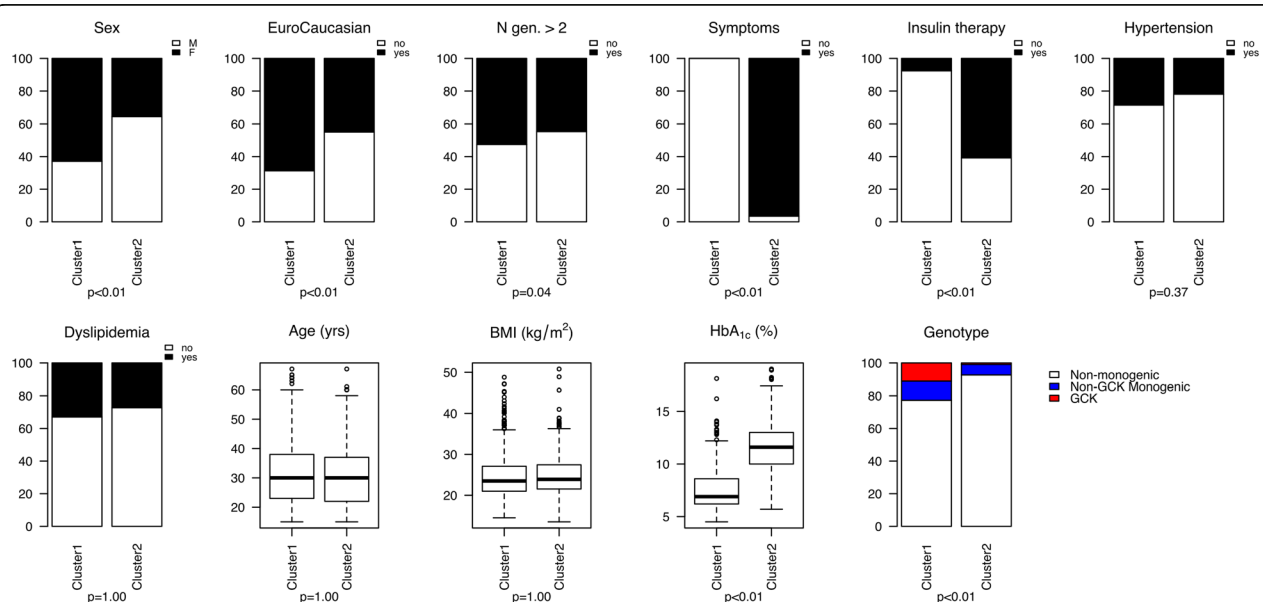 Sex
M
F
100
80
60
40
20
0
Cluster1
Cluster2
p<0.01
EuroCaucasian
no
yes
100
80
60
40
20
0
Cluster1
Cluster2
p<0.01
N gen. > 2
no
yes
100
80
60
40
20
0
Cluster1
Cluster2
p=0.04
Symptoms
no
yes
100
80
60
40
20
0
Cluster1
Cluster2
p<0.01
Insulin therapy
no
yes
100
80
60
40
20
0
Cluster1
Cluster2
p<0.01
Hypertension
no
yes
100
80
60
40
20
0
Cluster1
Cluster2
p=0.37
Dyslipidemia
no
yes
100
80
60
40
20
0
Cluster1
Cluster2
p=1.00
Age (yrs)
60
50
40
30
20
Cluster1
Cluster2
p=1.00
BMI (kg/m²)
50
40
30
20
Cluster1
Cluster2
p=1.00
HbA₁c (%)
15
10
5
Cluster1
Cluster2
p<0.01
Genotype
100
80
60
40
20
0
Cluster1
Cluster2
p<0.01
Non-monogenic
Non-GCK Monogenic
GCK